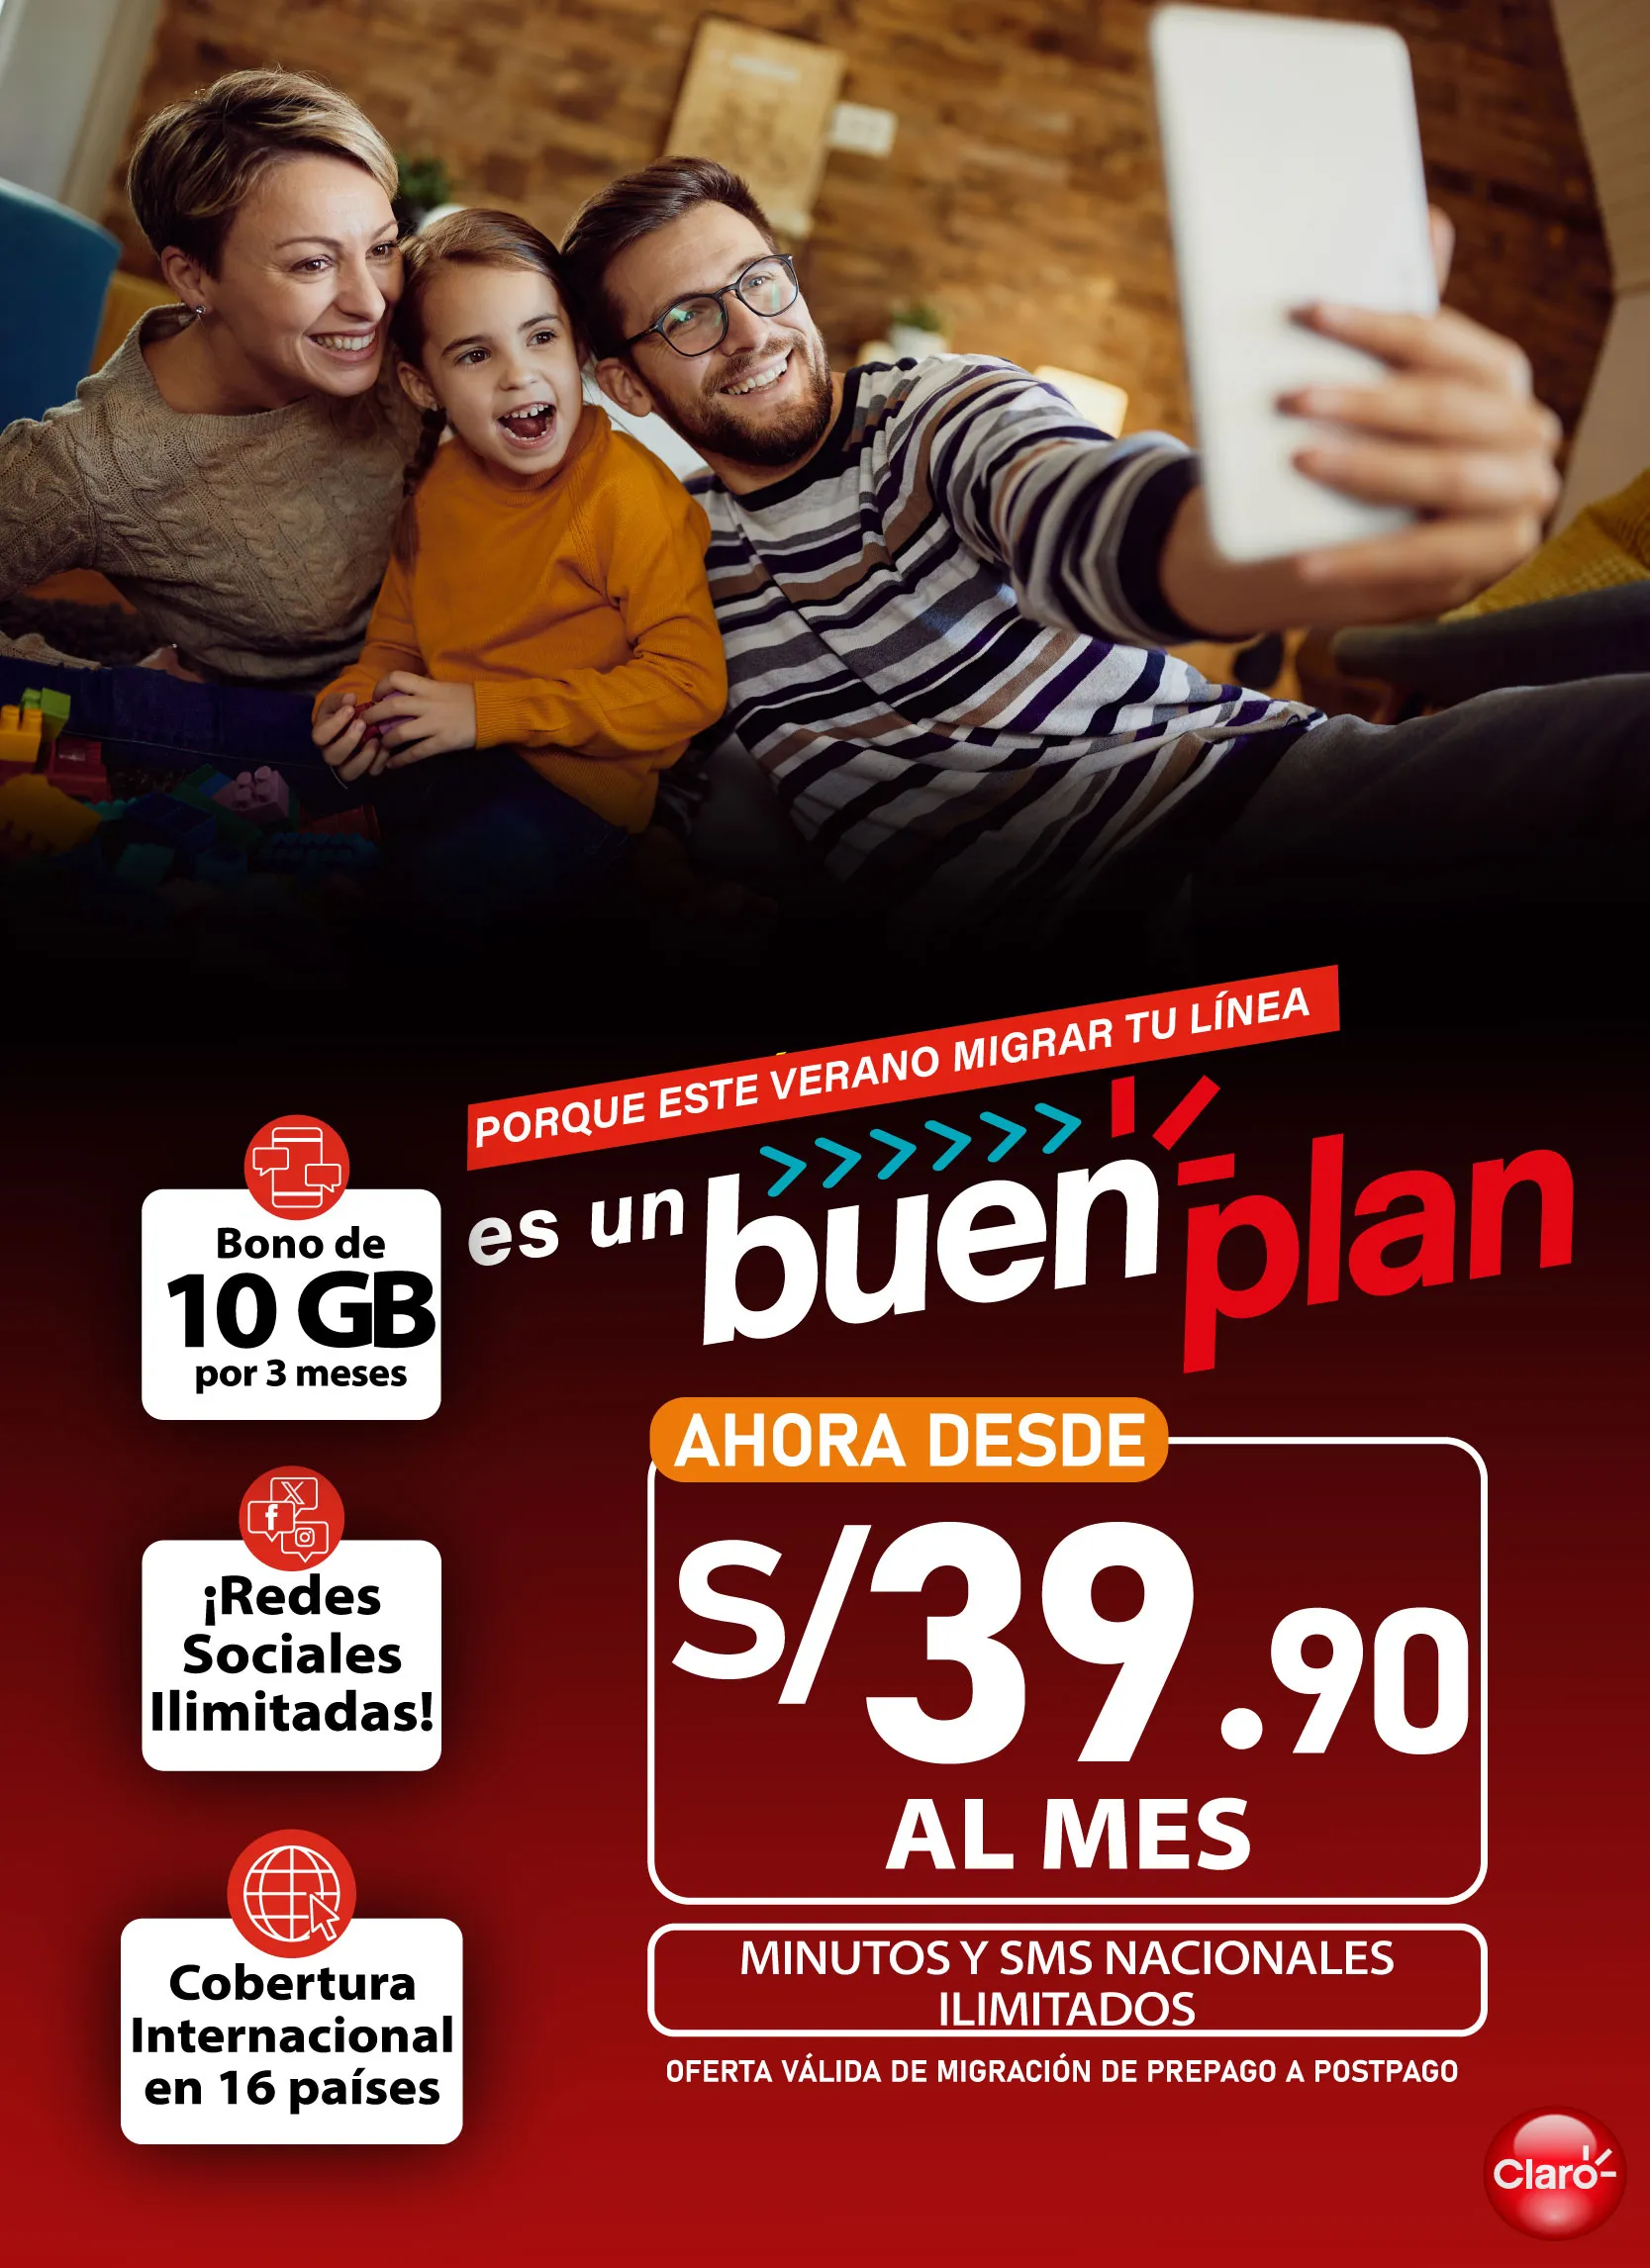 PORQUE ESTE VERANO MIGRAR TU LÍNEA
es un buen plan
Bono de
10 GB
por 3 meses
¡Redes
Sociales
Ilimitadas!
Cobertura
Internacional
en 16 países
AHORA DESDE
S/39.90
AL MES
MINUTOS Y SMS NACIONALES
ILIMITADOS
OFERTA VÁLIDA DE MIGRACIÓN DE PREPAGO A POSTPAGO
Claro